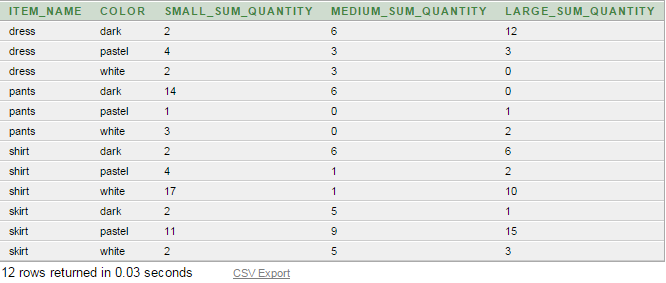 ITEM_NAME COLOR SMALL_SUM_QUANTITY MEDIUM_SUM_QUANTITY LARGE_SUM_QUANTITY
dress dark 2 6 12
dress pastel 4 3 3
dress white 2 3 0
pants dark 14 6 0
pants pastel 1 0 1
pants white 3 0 2
shirt dark 2 6 6
shirt pastel 4 1 2
shirt white 17 1 10
skirt dark 2 5 1
skirt pastel 11 9 15
skirt white 2 5 3
12 rows returned in 0.03 seconds CSV Export